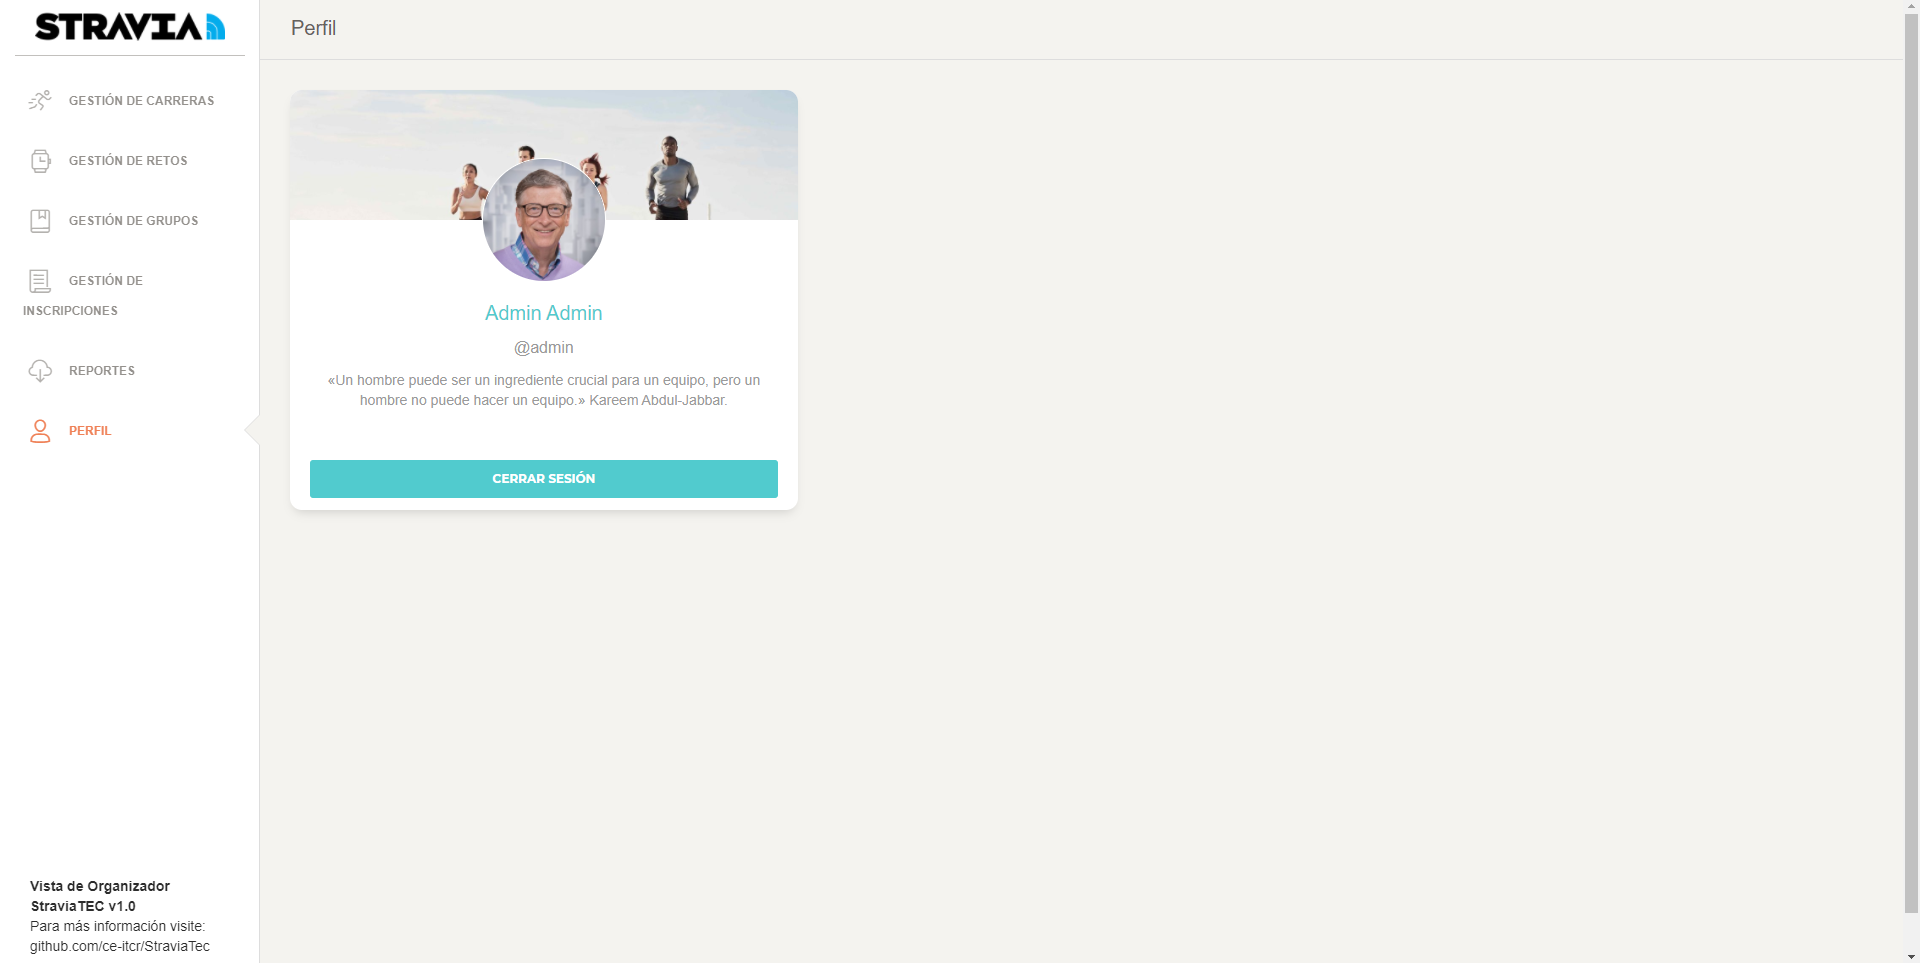 STRAVIA
GESTIÓN DE CARRERAS
GESTIÓN DE RETOS
GESTIÓN DE GRUPOS
GESTIÓN DE
INSCRIPCIONES
REPORTES
PERFIL
Vista de Organizador
StraviaTEC v1.0
Para más información visite:
github.com/ce-itcr/StraviaTec
Perfil
Admin Admin
@admin
«Un hombre puede ser un ingrediente crucial para un equipo, pero un
hombre no puede hacer un equipo.» Kareem Abdul-Jabbar.
CERRAR SESIÓN